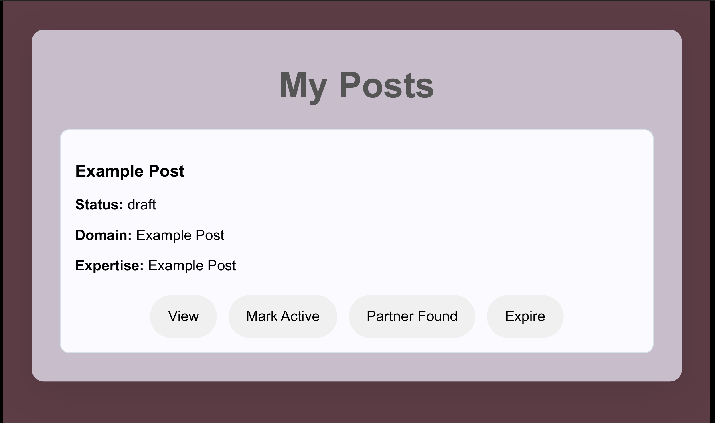 My Posts
Example Post
Status: draft
Domain: Example Post
Expertise: Example Post
View Mark Active Partner Found Expire